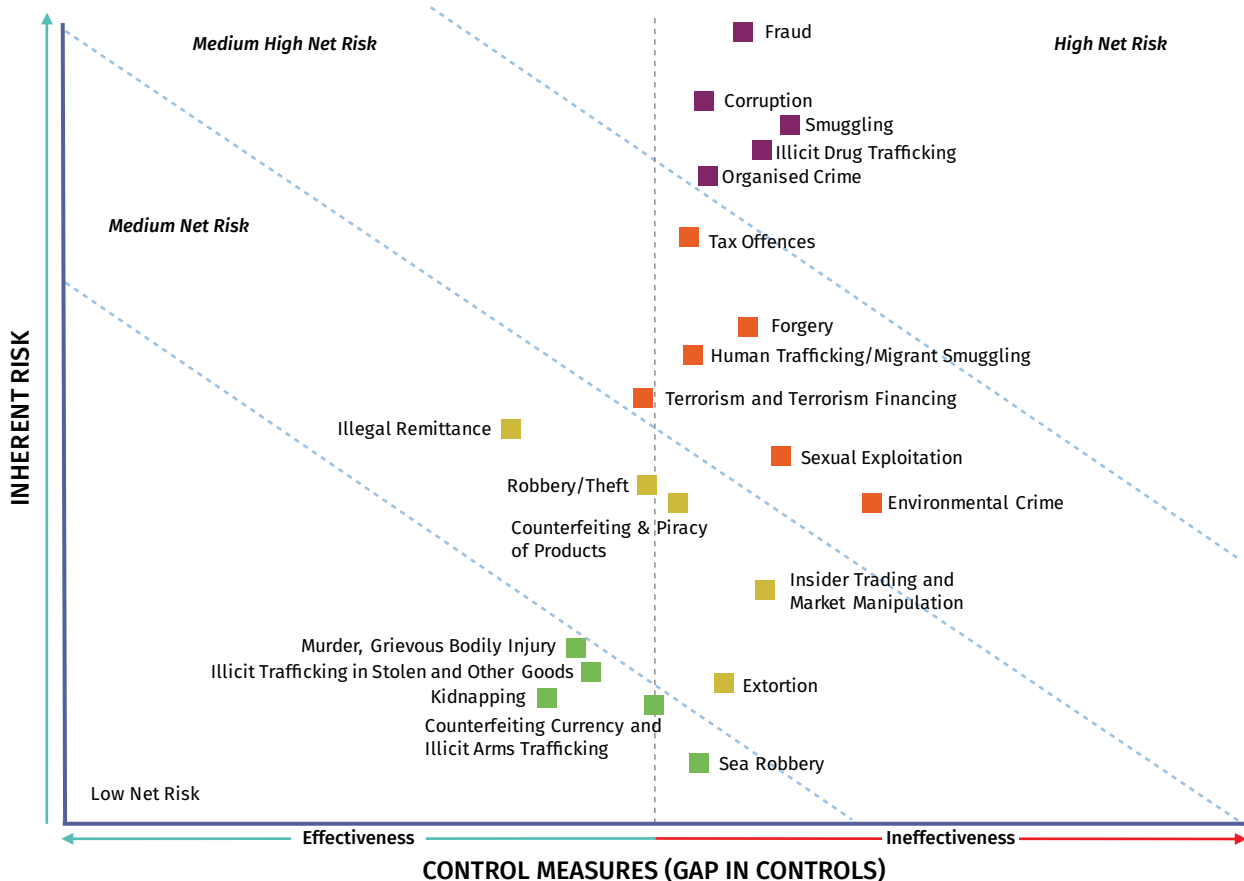 Medium High Net Risk
High Net Risk
Fraud
Corruption
Smuggling
Illicit Drug Trafficking
Organised Crime
Medium Net Risk
Tax Offences
Forgery
Human Trafficking/Migrant Smuggling
Terrorism and Terrorism Financing
Illegal Remittance
Sexual Exploitation
Robbery/Theft
Environmental Crime
Counterfeiting & Piracy
of Products
Insider Trading and
Market Manipulation
Murder, Grievous Bodily Injury
Illicit Trafficking in Stolen and Other Goods
Kidnapping
Extortion
Counterfeiting Currency and
Illicit Arms Trafficking
Sea Robbery
Low Net Risk
INHERENT RISK
Effectiveness
Ineffectiveness
CONTROL MEASURES (GAP IN CONTROLS)